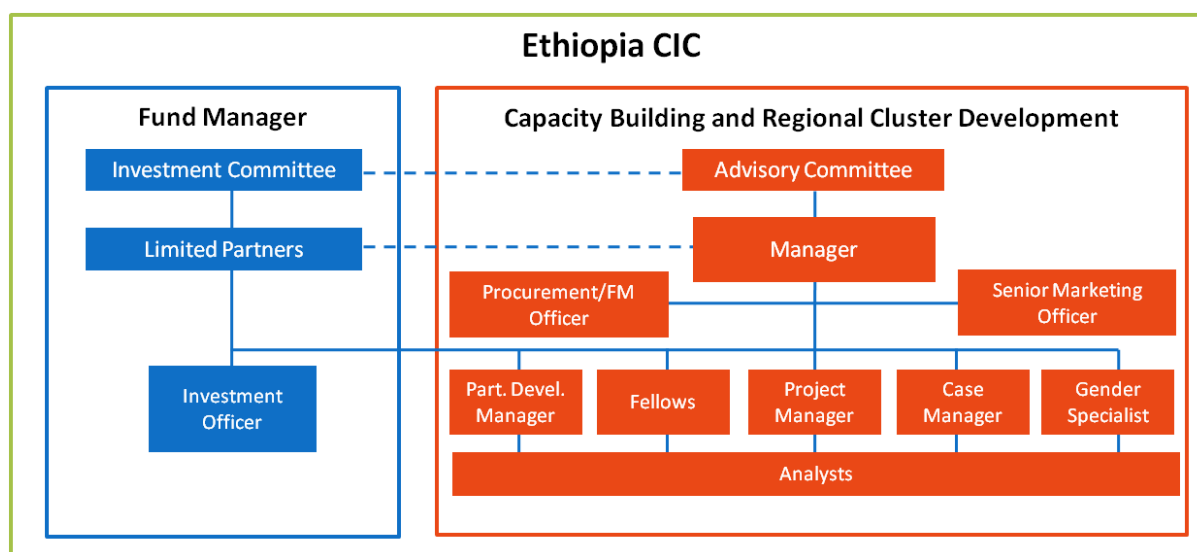 Ethiopia CIC
Fund Manager
Investment Committee
Limited Partners
Investment
Officer
Capacity Building and Regional Cluster Development
Advisory Committee
Manager
Procurement/FM
Officer
Senior Marketing
Officer
Part. Devel.
Manager
Fellows
Project
Manager
Case
Manager
Gender
Specialist
Analysts